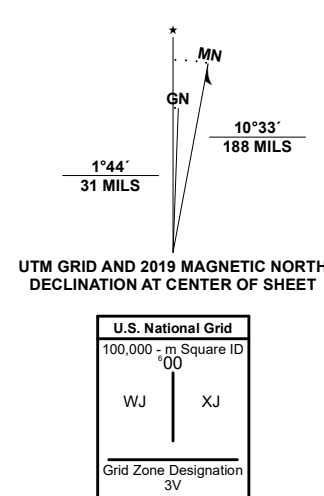 ★
MN
GN
10°33´
188 MILS
1°44´
31 MILS
UTM GRID AND 2019 MAGNETIC NORTH
DECLINATION AT CENTER OF SHEET
U.S. National Grid
100,000 - m Square ID
⁶00
WJ XJ
Grid Zone Designation
3V